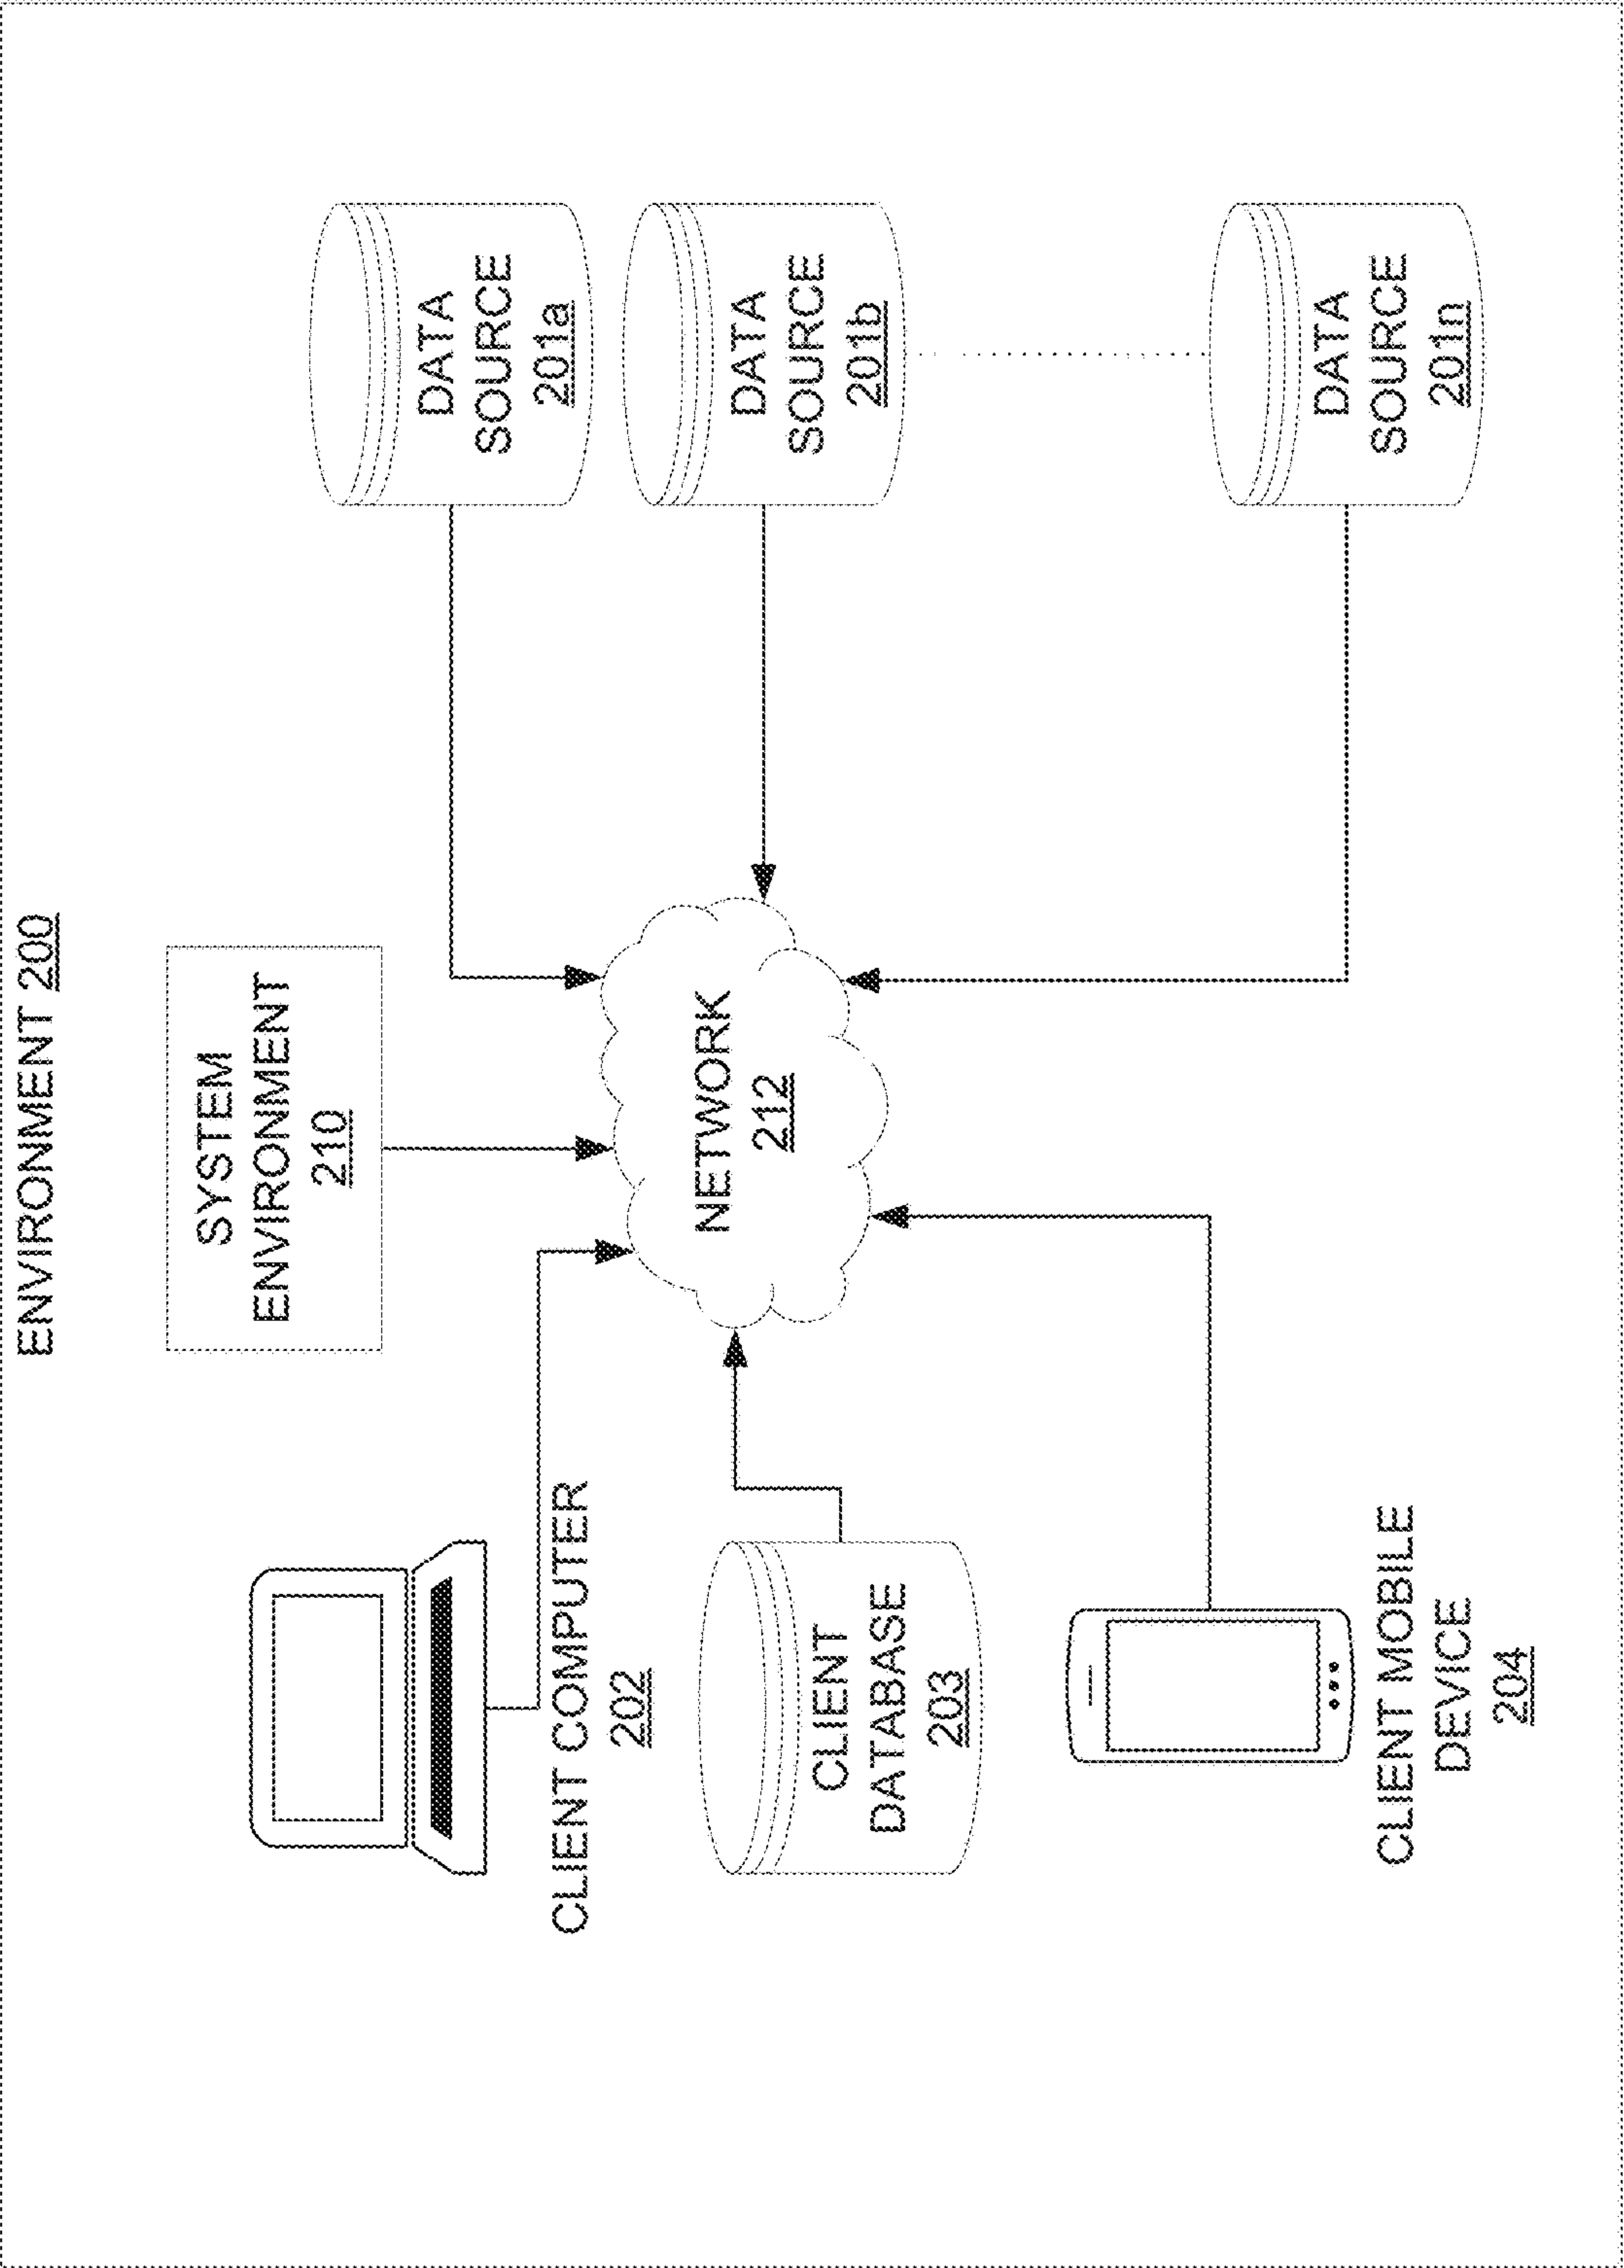 ENVIRONMENT 200
SYSTEM
ENVIRONMENT
210
CLIENT COMPUTER
202
NETWORK
212
DATA
SOURCE
201a
DATA
SOURCE
201b
CLIENT
DATABASE
203
CLIENT MOBILE
DEVICE
204
DATA
SOURCE
201n